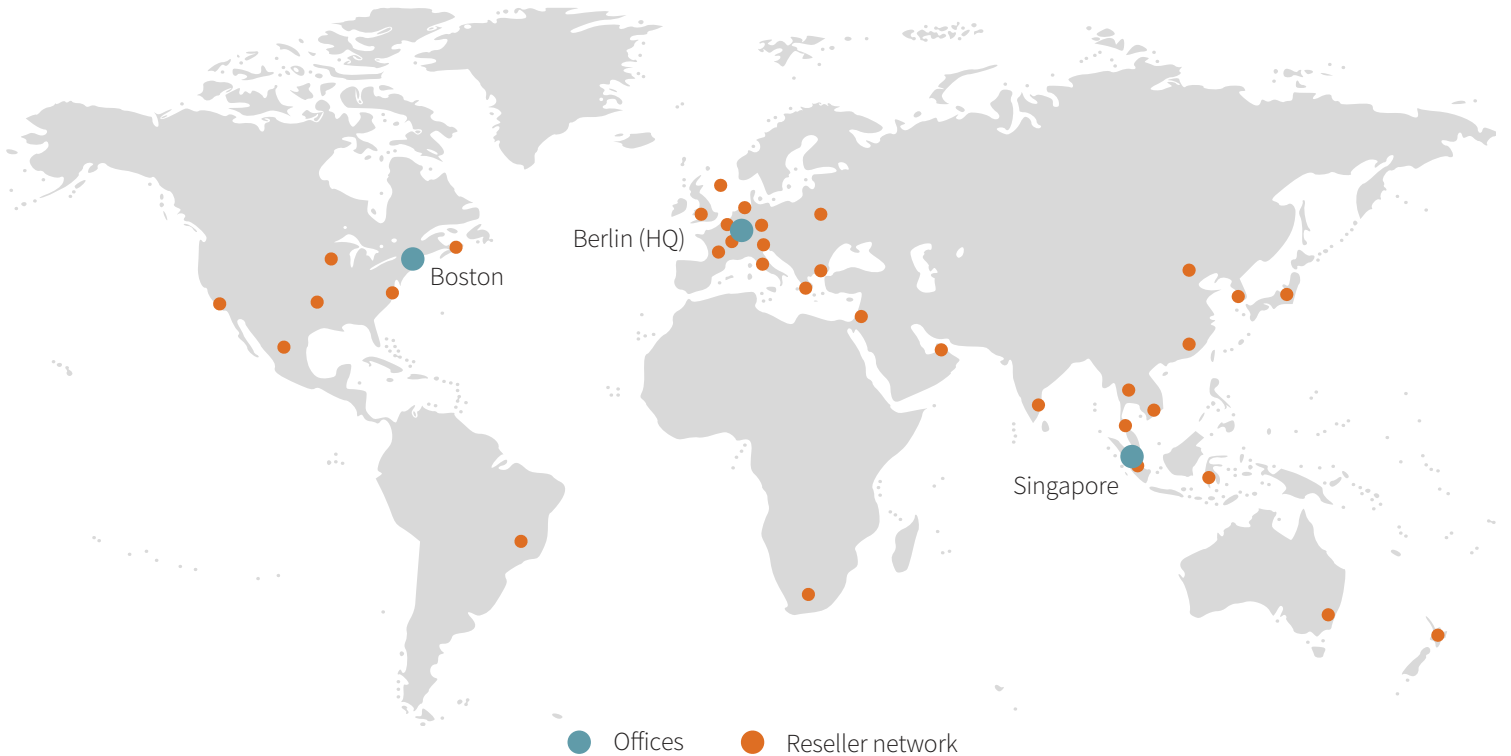 Berlin (HQ)
Boston
Singapore
Offices
Reseller network